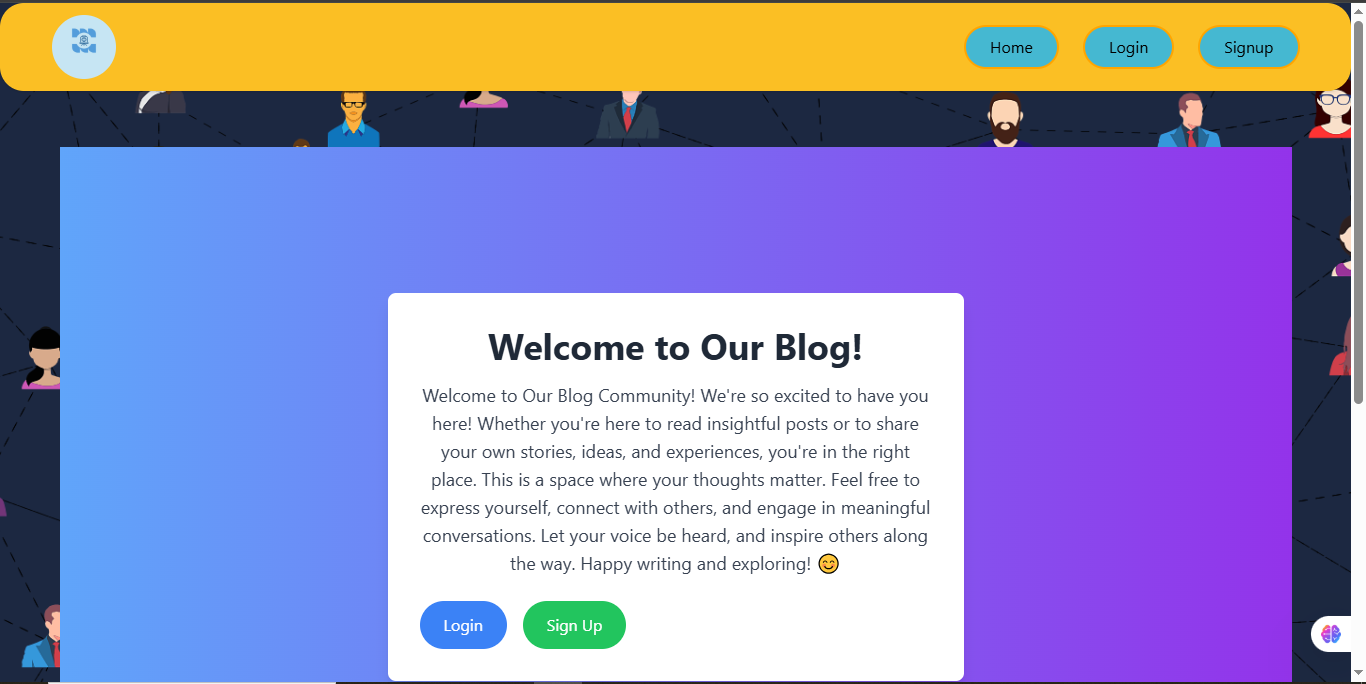 Home Login Signup
Welcome to Our Blog!
Welcome to Our Blog Community! We're so excited to have you
here! Whether you're here to read insightful posts or to share
your own stories, ideas, and experiences, you're in the right
place. This is a space where your thoughts matter. Feel free to
express yourself, connect with others, and engage in meaningful
conversations. Let your voice be heard, and inspire others along
the way. Happy writing and exploring! 😊
Login Sign Up